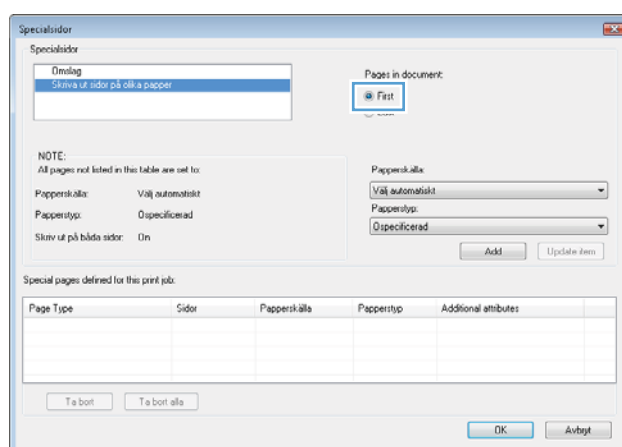 Specialsidor
Specialsidor
Omslag
Skriva ut sidor på olika papper
Pages in document:
First
NOTE:
All pages not listed in this table are set to:
Papperskälla: Välj automatiskt
Papperstyp: Ospecificerad
Skriv ut på båda sidor: On
Papperskälla:
Välj automatiskt
Papperstyp:
Ospecificerad
Add Update item
Special pages defined for this print job:
Page Type Sidor Papperskälla Papperstyp Additional attributes
Ta bort Ta bort alla
OK Avbryt